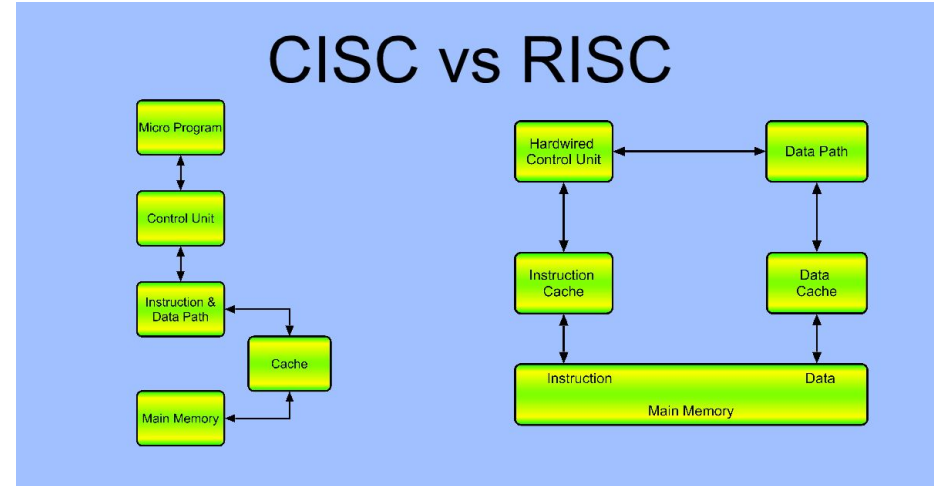 CISC vs RISC
Micro Program
Control Unit
Instruction &
Data Path
Cache
Main Memory
Hardwired
Control Unit
Data Path
Instruction
Cache
Data
Cache
Instruction
Data
Main Memory